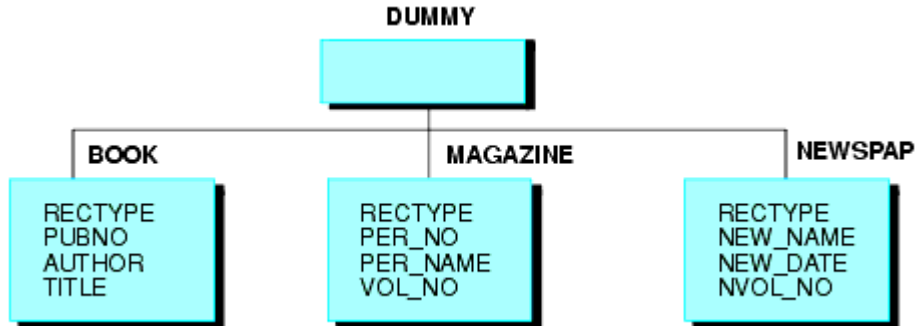 DUMMY
BOOK
RECTYPE
PUBNO
AUTHOR
TITLE
MAGAZINE
RECTYPE
PER_NO
PER_NAME
VOL_NO
NEWSPAP
RECTYPE
NEW_NAME
NEW_DATE
NVOL_NO